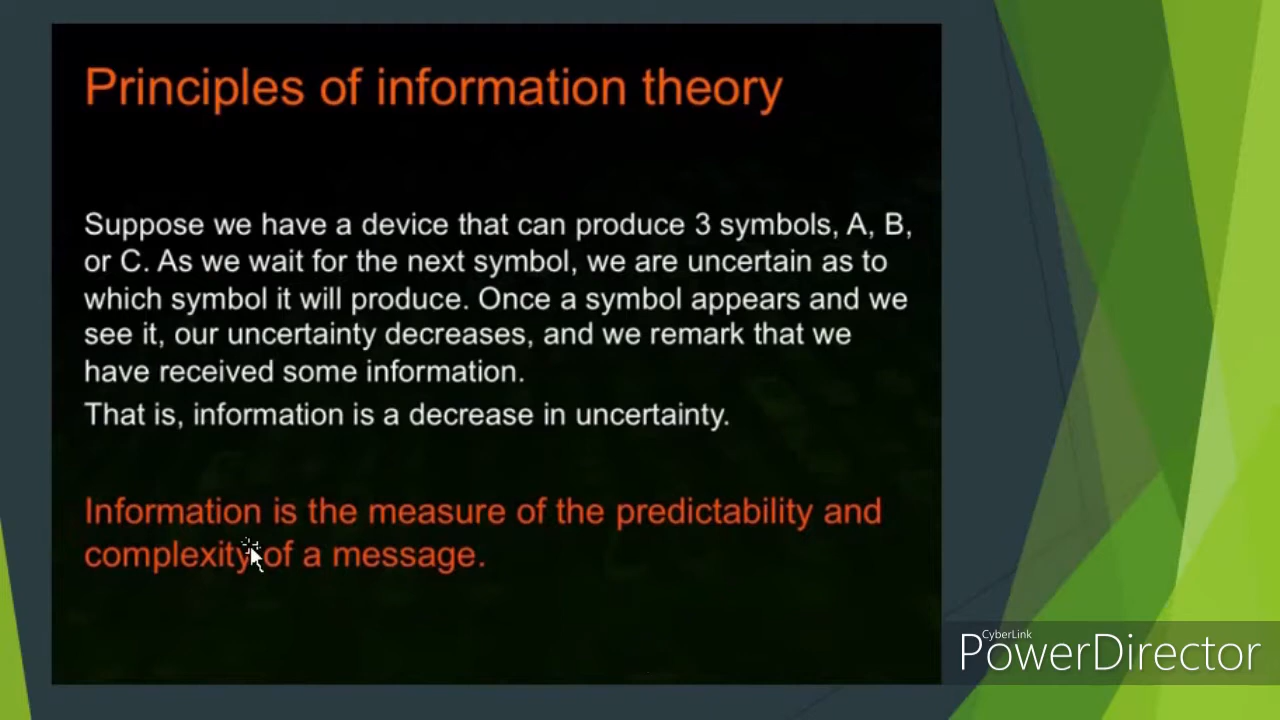 Principles of information theory
Suppose we have a device that can produce 3 symbols, A, B,
or C. As we wait for the next symbol, we are uncertain as to
which symbol it will produce. Once a symbol appears and we
see it, our uncertainty decreases, and we remark that we
have received some information.
That is, information is a decrease in uncertainty.
Information is the measure of the predictability and
complexity of a message.
CyberLink
PowerDirector